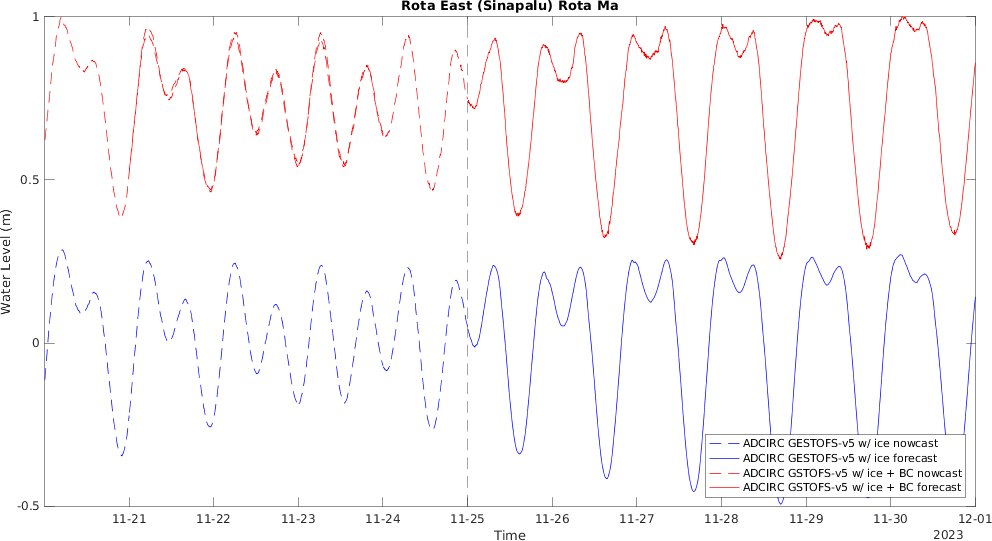 Rota East (Sinapalu) Rota Ma
Water Level (m)
1
0.5
0
-0.5
ADCIRC GESTOFS-v5 w/ ice nowcast
ADCIRC GESTOFS-v5 w/ ice forecast
ADCIRC GSTOFS-v5 w/ ice + BC nowcast
ADCIRC GSTOFS-v5 w/ ice + BC forecast
11-21 11-22 11-23 11-24 11-25 11-26 11-27 11-28 11-29 11-30 12-01
Time
2023